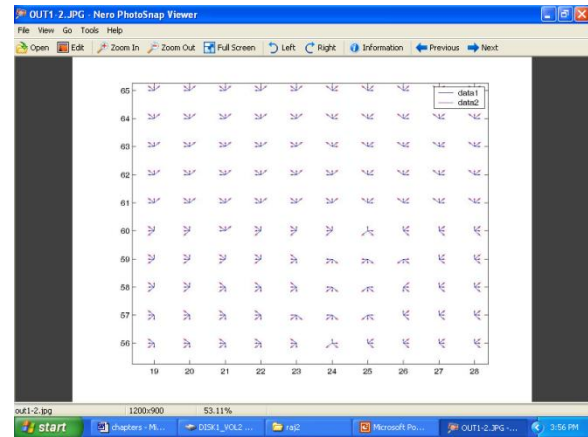 OUT1-2.JPG - Nero PhotoSnap Viewer
File View Go Tools Help
Open Edit Zoom In Zoom Out Full Screen Left Right Information Previous Next
data1
data2
65
64
63
62
61
60
59
58
57
56
19 20 21 22 23 24 25 26 27 28
out1-2.jpg 1200x900 53.11%
start chapters - Mi... DISK1_VOL2 ... raj2 Microsoft Po... OUT1-2.JPG -... 3:56 PM